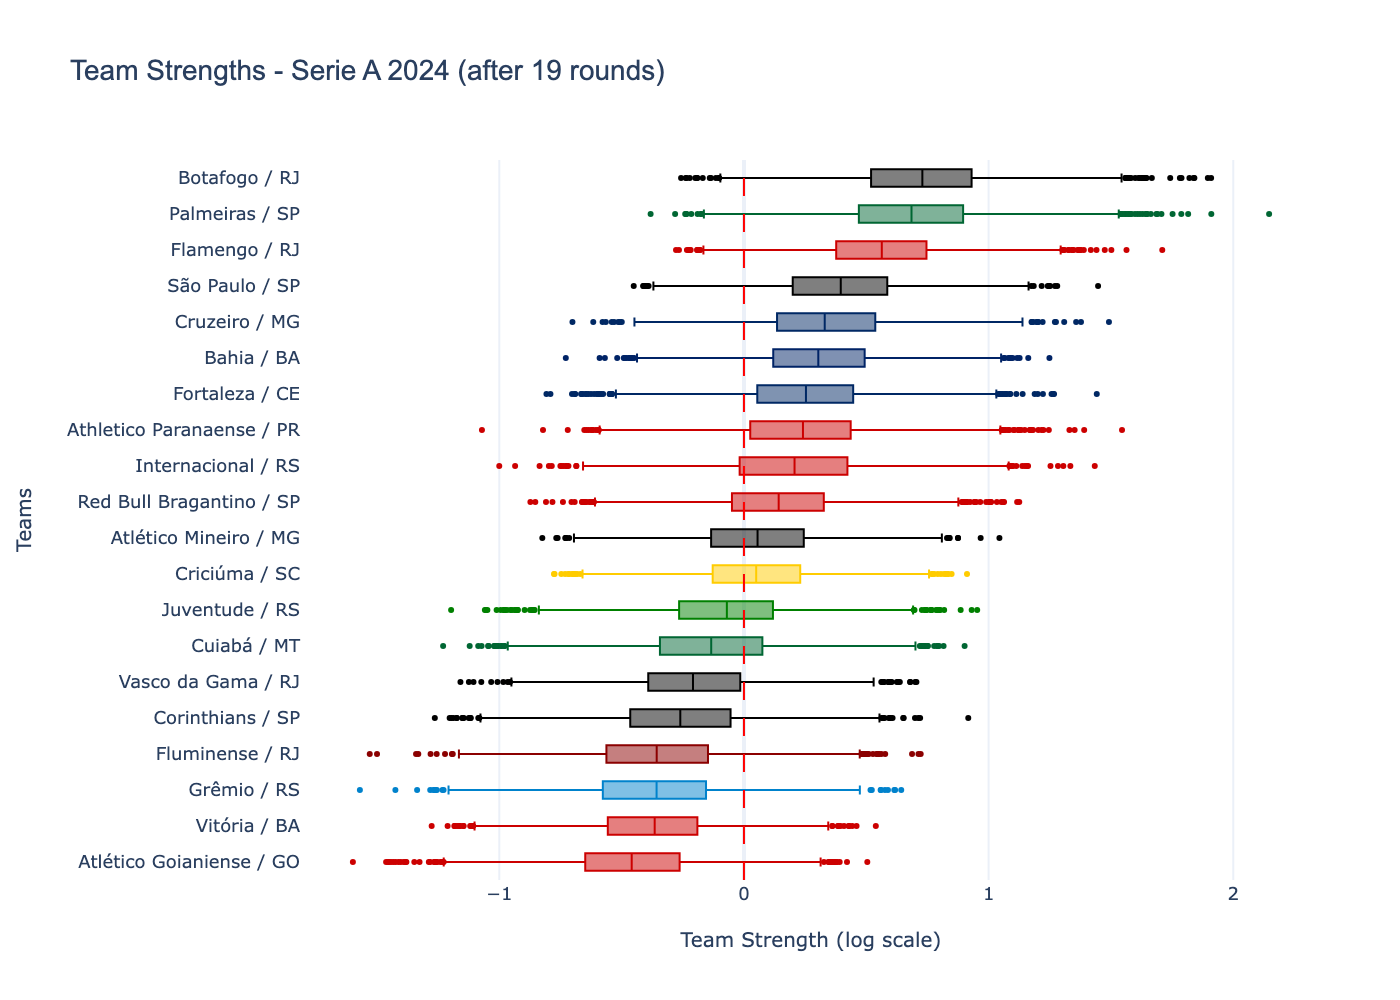 Team Strengths - Serie A 2024 (after 19 rounds)
Botafogo / RJ
Palmeiras / SP
Flamengo / RJ
São Paulo / SP
Cruzeiro / MG
Bahia / BA
Fortaleza / CE
Athletico Paranaense / PR
Internacional / RS
Red Bull Bragantino / SP
Atlético Mineiro / MG
Criciúma / SC
Juventude / RS
Cuiabá / MT
Vasco da Gama / RJ
Corinthians / SP
Fluminense / RJ
Grêmio / RS
Vitória / BA
Atlético Goianiense / GO
Teams
−1 0 1 2
Team Strength (log scale)